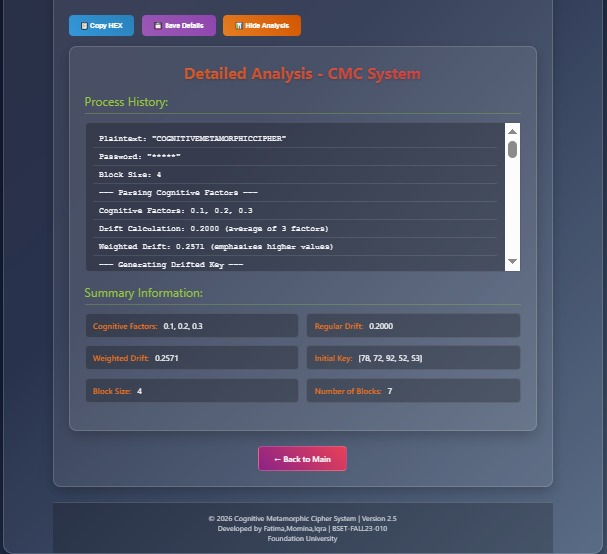 Copy HEX
Save Details
Hide Analysis
Detailed Analysis - CMC System
Process History:
Plaintext: "COGNITIVEMETAMORPHICCIPHER"
Password: "*****"
Block Size: 4
--- Parsing Cognitive Factors ---
Cognitive Factors: 0.1, 0.2, 0.3
Drift Calculation: 0.2000 (average of 3 factors)
Weighted Drift: 0.2571 (emphasizes higher values)
--- Generating Drifted Key ---
Summary Information:
Cognitive Factors: 0.1, 0.2, 0.3
Regular Drift: 0.2000
Weighted Drift: 0.2571
Initial Key: [78, 72, 92, 52, 53]
Block Size: 4
Number of Blocks: 7
← Back to Main
© 2026 Cognitive Metamorphic Cipher System | Version 2.5
Developed by Fatima,Momina,Iqra | BSET-FALL23-010
Foundation University